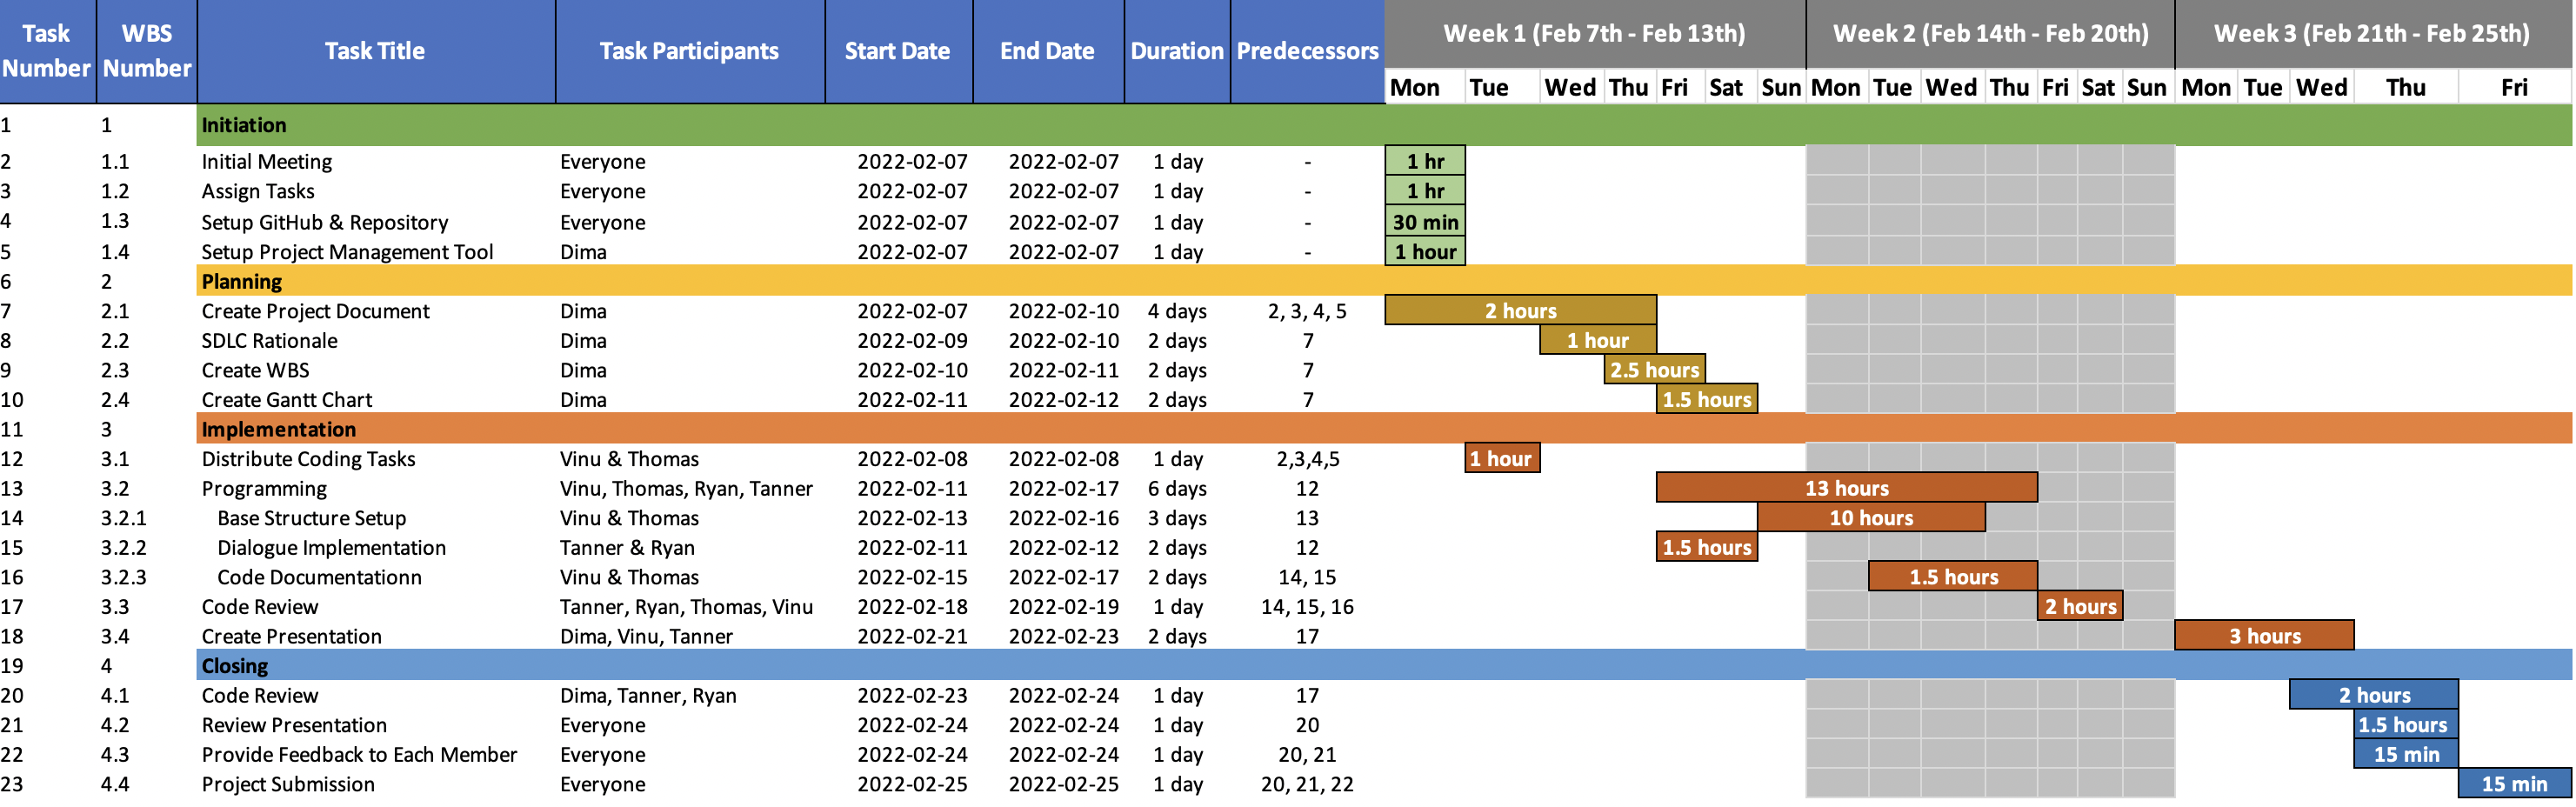 Task Number WBS Number Task Title Task Participants Start Date End Date Duration Predecessors Week 1 (Feb 7th - Feb 13th) Week 2 (Feb 14th - Feb 20th) Week 3 (Feb 21th - Feb 25th)
Mon Tue Wed Thu Fri Sat Sun Mon Tue Wed Thu Fri Sat Sun Mon Tue Wed Thu Fri
1 1 Initiation
2 1.1 Initial Meeting Everyone 2022-02-07 2022-02-07 1 day - 1 hr
3 1.2 Assign Tasks Everyone 2022-02-07 2022-02-07 1 day - 1 hr
4 1.3 Setup GitHub & Repository Everyone 2022-02-07 2022-02-07 1 day - 30 min
5 1.4 Setup Project Management Tool Dima 2022-02-07 2022-02-07 1 day - 1 hour
6 2 Planning
7 2.1 Create Project Document Dima 2022-02-07 2022-02-10 4 days 2, 3, 4, 5 2 hours
8 2.2 SDLC Rationale Dima 2022-02-09 2022-02-10 2 days 7 1 hour
9 2.3 Create WBS Dima 2022-02-10 2022-02-11 2 days 7 2.5 hours
10 2.4 Create Gantt Chart Dima 2022-02-11 2022-02-12 2 days 7 1.5 hours
11 3 Implementation
12 3.1 Distribute Coding Tasks Vinu & Thomas 2022-02-08 2022-02-08 1 day 2,3,4,5 1 hour
13 3.2 Programming Vinu, Thomas, Ryan, Tanner 2022-02-11 2022-02-17 6 days 12 13 hours
14 3.2.1 Base Structure Setup Vinu & Thomas 2022-02-13 2022-02-16 3 days 13 10 hours
15 3.2.2 Dialogue Implementation Tanner & Ryan 2022-02-11 2022-02-12 2 days 12 1.5 hours
16 3.2.3 Code Documentationn Vinu & Thomas 2022-02-15 2022-02-17 2 days 14, 15 1.5 hours
17 3.3 Code Review Tanner, Ryan, Thomas, Vinu 2022-02-18 2022-02-19 1 day 14, 15, 16 2 hours
18 3.4 Create Presentation Dima, Vinu, Tanner 2022-02-21 2022-02-23 2 days 17 3 hours
19 4 Closing
20 4.1 Code Review Dima, Tanner, Ryan 2022-02-23 2022-02-24 1 day 17 2 hours
21 4.2 Review Presentation Everyone 2022-02-24 2022-02-24 1 day 20 1.5 hours
22 4.3 Provide Feedback to Each Member Everyone 2022-02-24 2022-02-24 1 day 20, 21 15 min
23 4.4 Project Submission Everyone 2022-02-25 2022-02-25 1 day 20, 21, 22 15 min